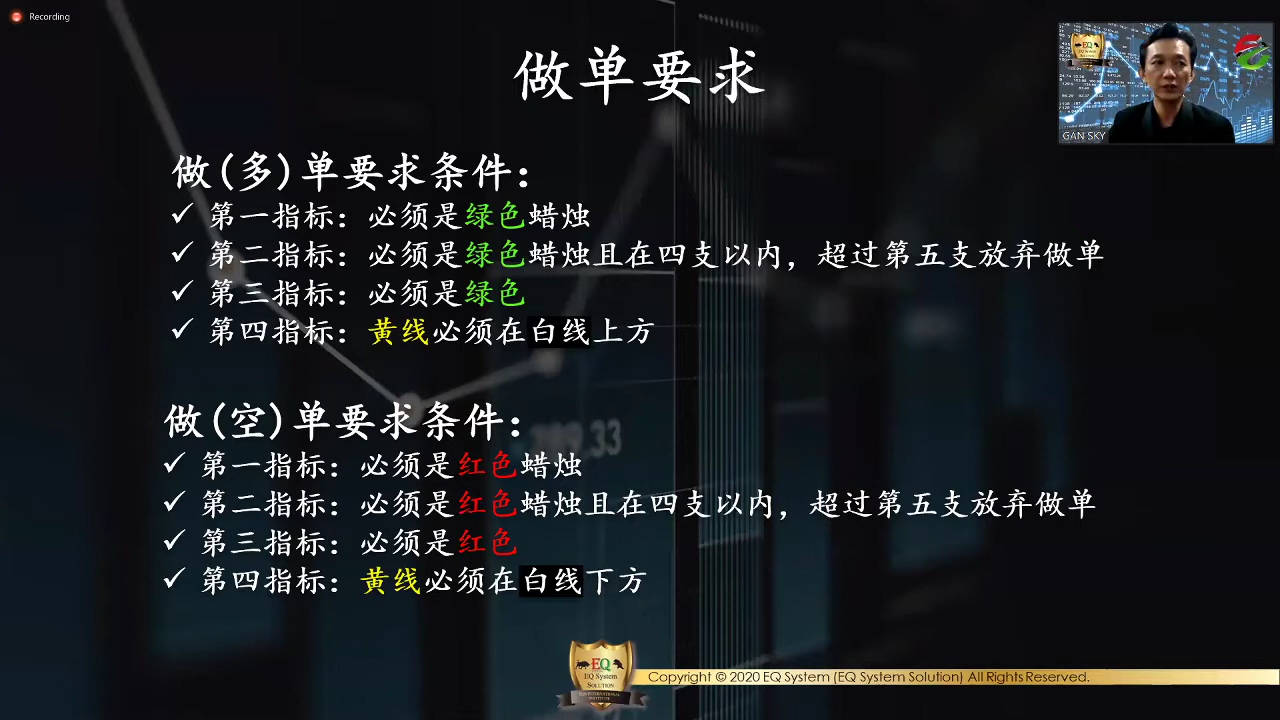 Recording
做单要求
GAN SKY
做(多)单要求条件：
✓ 第一指标：必须是绿色蜡烛
✓ 第二指标：必须是绿色蜡烛且在四支以内，超过第五支放弃做单
✓ 第三指标：必须是绿色
✓ 第四指标：黄线必须在白线上方
做(空)单要求条件：
✓ 第一指标：必须是红色蜡烛
✓ 第二指标：必须是红色蜡烛且在四支以内，超过第五支放弃做单
✓ 第三指标：必须是红色
✓ 第四指标：黄线必须在白线下方
EQ
EQ System
Solution
Copyright © 2020 EQ System (EQ System Solution) All Rights Reserved.